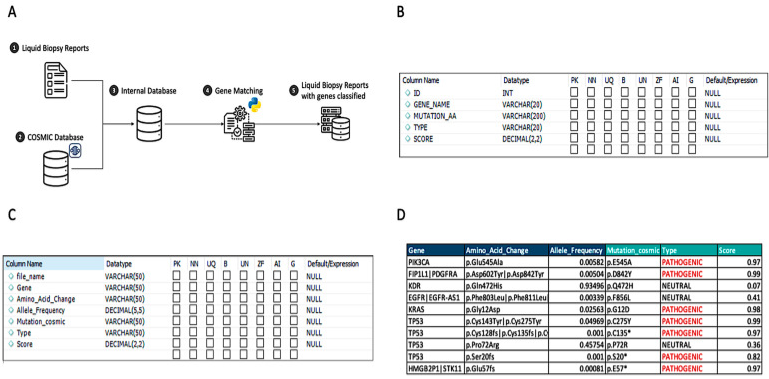 A
1 Liquid Biopsy Reports
2 COSMIC Database
3 Internal Database
4 Gene Matching
5 Liquid Biopsy Reports
with genes classified
B
Column Name Datatype PK NN UQ B UN ZF AI G Default/Expression
ID INT NULL
GENE_NAME VARCHAR(20) NULL
MUTATION_AA VARCHAR(200) NULL
TYPE VARCHAR(20) NULL
SCORE DECIMAL(2,2) NULL
C
Column Name Datatype PK NN UQ B UN ZF AI G Default/Expression
file_name VARCHAR(50) NULL
Gene VARCHAR(50) NULL
Amino_Acid_Change VARCHAR(50) NULL
Allele_Frequency DECIMAL(5,5) NULL
Mutation_cosmic VARCHAR(50) NULL
Type VARCHAR(50) NULL
Score DECIMAL(2,2) NULL
D
Gene Amino_Acid_Change Allele_Frequency Mutation_cosmic Type Score
PIK3CA p.Glu545Ala 0.00582 p.E545A PATHOGENIC 0.97
FIP1L1|PDGFRA p.Asp602Tyr|p.Asp842Tyr 0.00504 p.D842Y PATHOGENIC 0.99
KDR p.Gln472His 0.93496 p.Q472H NEUTRAL 0.07
EGFR|EGFR-AS1 p.Phe803Leu|p.Phe811Leu 0.00339 p.F856L NEUTRAL 0.41
KRAS p.Gly12Asp 0.02563 p.G12D PATHOGENIC 0.98
TP53 p.Cys143Tyr|p.Cys275Tyr 0.04969 p.C275Y PATHOGENIC 0.99
TP53 p.Cys128fs|p.Cys135fs|p.C 0.001 p.C135* PATHOGENIC 0.97
TP53 p.Pro72Arg 0.45754 p.P72R NEUTRAL 0.36
TP53 p.Ser20fs 0.001 p.S20* PATHOGENIC 0.82
HMGB2P1|STK11 p.Glu57fs 0.00081 p.E57* PATHOGENIC 0.97